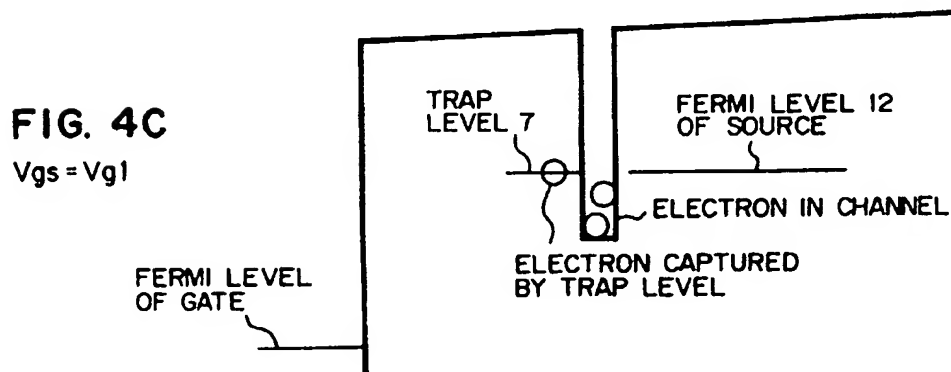 FIG. 4C
Vgs = Vg1
TRAP
LEVEL 7
FERMI LEVEL 12
OF SOURCE
ELECTRON IN CHANNEL
ELECTRON CAPTURED
BY TRAP LEVEL
FERMI LEVEL
OF GATE